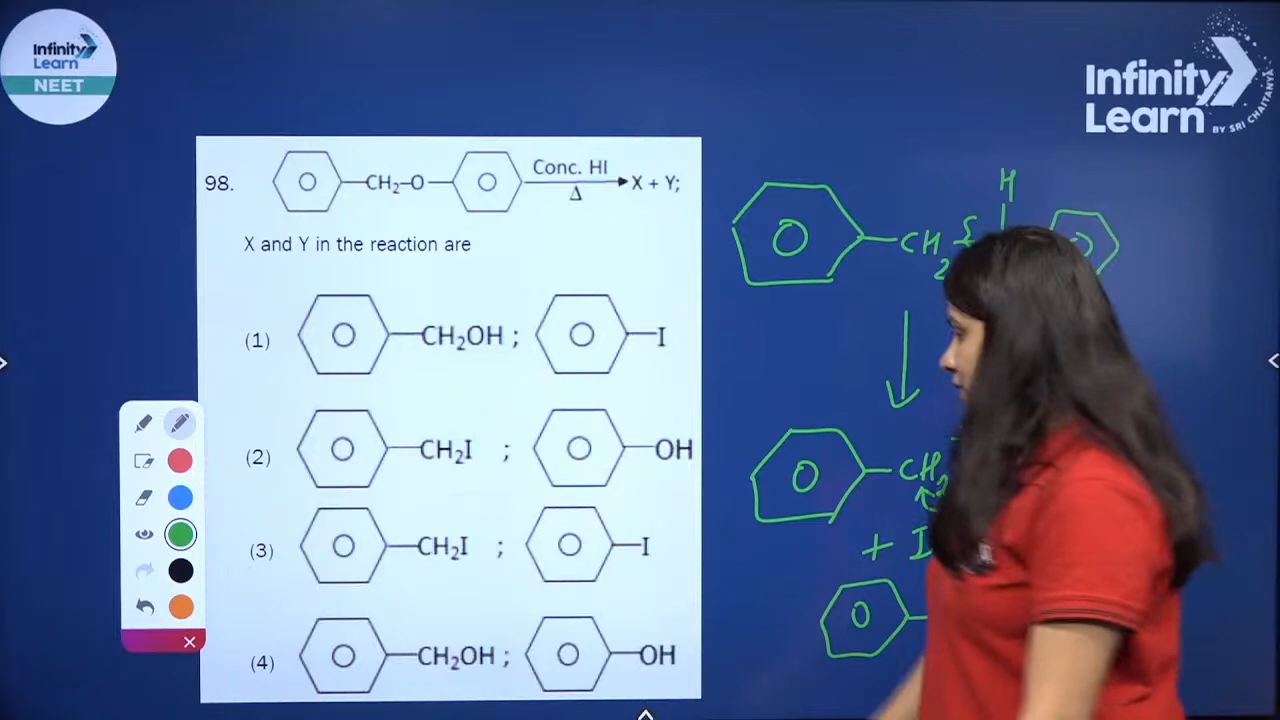 Infinity
Learn
NEET
Infinity
Learn
BY SRI CHAITANYA
98. CH₂–O Conc. HI Δ X + Y;
X and Y in the reaction are
(1) CH₂OH ; I
(2) CH₂I ; OH
(3) CH₂I ; I
(4) CH₂OH ; OH
H
CH₂
CH₂
+ I